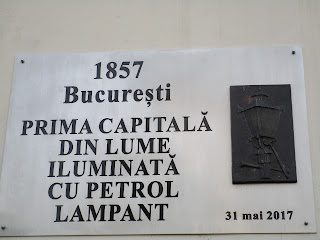 1857
București
PRIMA CAPITALĂ
DIN LUME
ILUMINATĂ
CU PETROL
LAMPANT
31 mai 2017